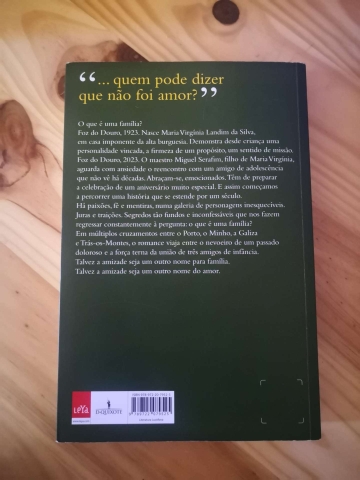 “... quem pode dizer
que não foi amor?”
O que é uma família?
Foz do Douro, 1923. Nasce Maria Virgínia Landim da Silva,
em casa imponente da alta burguesia. Demonstra desde criança uma
personalidade vincada, a firmeza de um propósito, um sentido de missão.
Foz do Douro, 2023. O maestro Miguel Serafim, filho de Maria Virgínia,
aguarda com ansiedade o reencontro com um amigo de adolescência
que não vê há décadas. Abraçam-se, emocionados. Têm de preparar
a celebração de um aniversário muito especial. E assim começamos
a percorrer uma história que se estende por um século.
Há paixões, fé e mentiras, numa galeria de personagens inesquecíveis.
Juras e traições. Segredos tão fundos e inconfessáveis que nos fazem
regressar constantemente à pergunta: o que é uma família?
Em múltiplos cruzamentos entre o Porto, o Minho, a Galiza
e Trás-os-Montes, o romance viaja entre o nevoeiro de um passado
doloroso e a força terna da união de três amigos de infância.
Talvez a amizade seja um outro nome para família.
Talvez a amizade seja um outro nome do amor.
LEYA
D. QUIXOTE